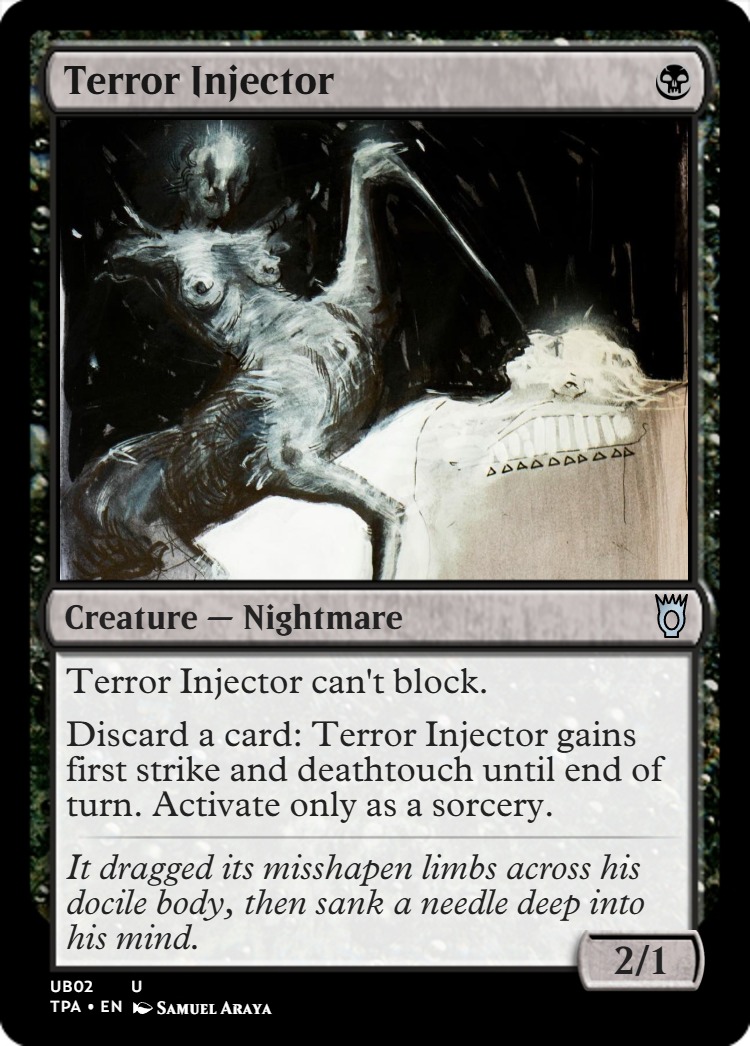 Terror Injector
Creature — Nightmare
Terror Injector can't block.
Discard a card: Terror Injector gains
first strike and deathtouch until end of
turn. Activate only as a sorcery.
It dragged its misshapen limbs across his
docile body, then sank a needle deep into
his mind.
2/1
UB02 U
TPA • EN Samuel Araya